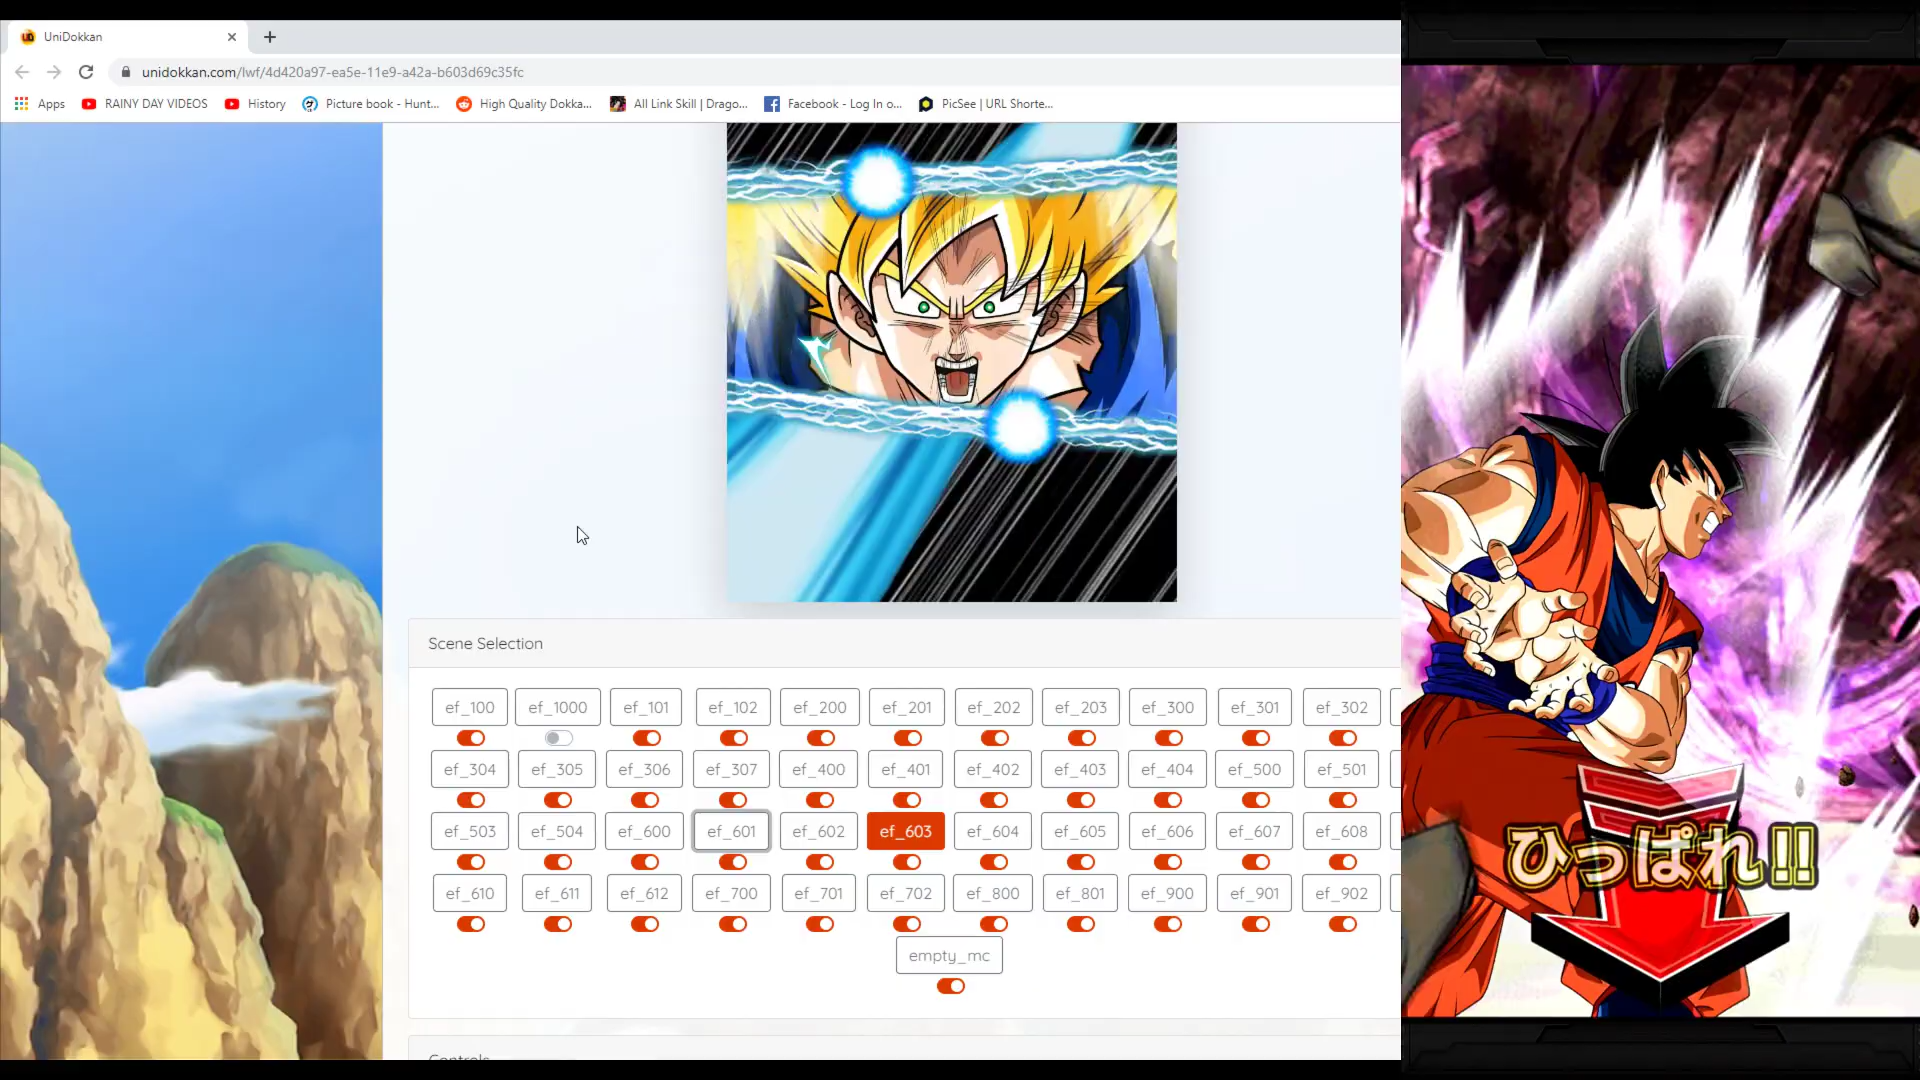 UniDokkan
unidokkan.com/lwf/4d420a97-ea5e-11e9-a42a-b603d69c35fc
Apps RAINY DAY VIDEOS History Picture book - Hunt... High Quality Dokka... All Link Skill | Drago... Facebook - Log In o... PicSee | URL Shorte...
Scene Selection
ef_100 ef_1000 ef_101 ef_102 ef_200 ef_201 ef_202 ef_203 ef_300 ef_301 ef_302
ef_304 ef_305 ef_306 ef_307 ef_400 ef_401 ef_402 ef_403 ef_404 ef_500 ef_501
ef_503 ef_504 ef_600 ef_601 ef_602 ef_603 ef_604 ef_605 ef_606 ef_607 ef_608
ef_610 ef_611 ef_612 ef_700 ef_701 ef_702 ef_800 ef_801 ef_900 ef_901 ef_902
empty_mc
Controls
ひっぱれ!!